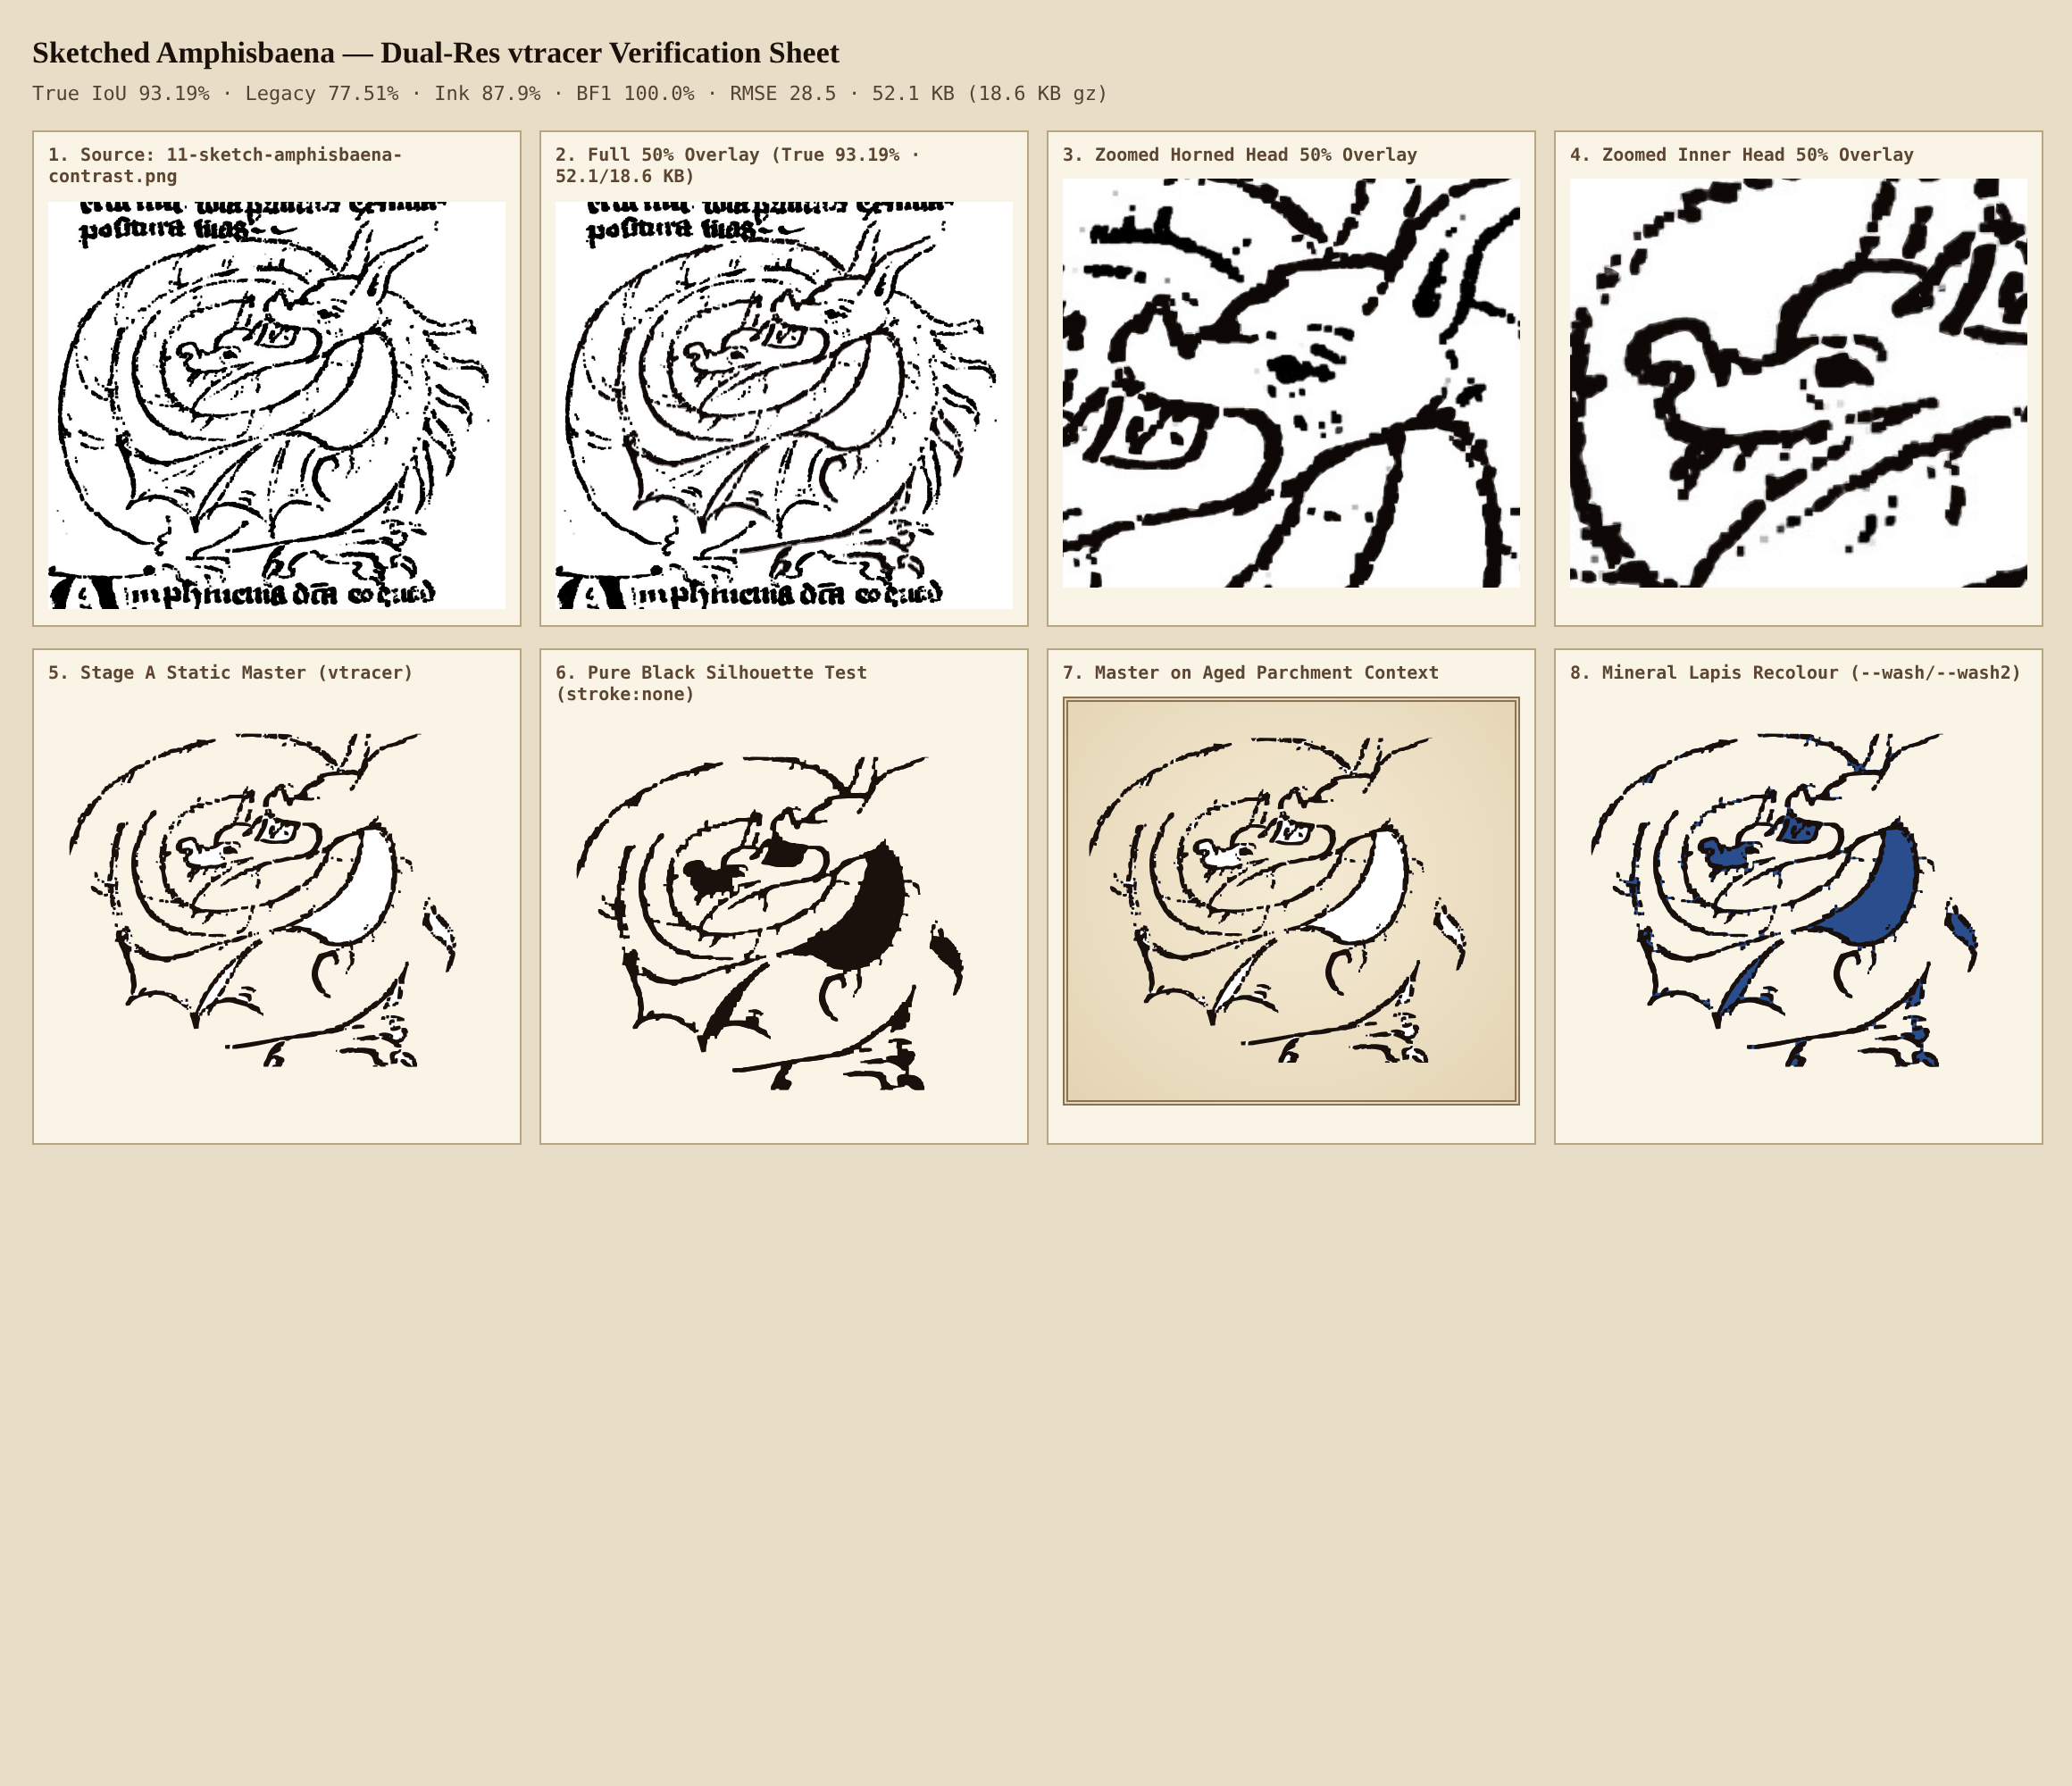 Sketched Amphisbaena — Dual-Res vtracer Verification Sheet
True IoU 93.19% · Legacy 77.51% · Ink 87.9% · BF1 100.0% · RMSE 28.5 · 52.1 KB (18.6 KB gz)
1. Source: 11-sketch-amphisbaena-
contrast.png
2. Full 50% Overlay (True 93.19% ·
52.1/18.6 KB)
3. Zoomed Horned Head 50% Overlay
4. Zoomed Inner Head 50% Overlay
5. Stage A Static Master (vtracer)
6. Pure Black Silhouette Test
(stroke:none)
7. Master on Aged Parchment Context
8. Mineral Lapis Recolour (--wash/--wash2)